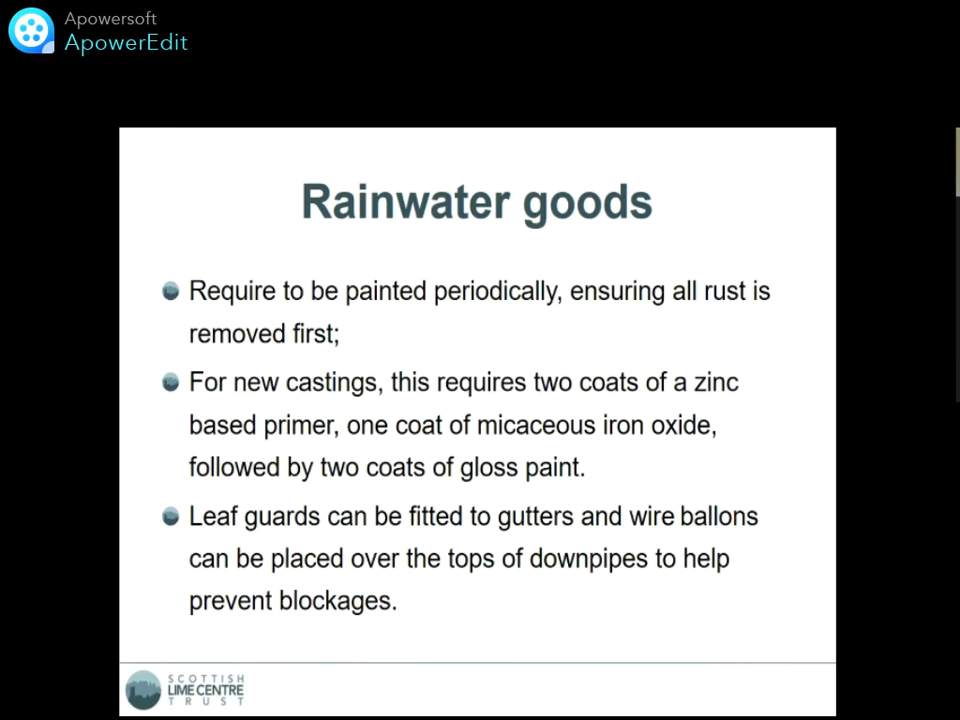 Apowersoft
ApowerEdit
Rainwater goods
Require to be painted periodically, ensuring all rust is
removed first;
For new castings, this requires two coats of a zinc
based primer, one coat of micaceous iron oxide,
followed by two coats of gloss paint.
Leaf guards can be fitted to gutters and wire ballons
can be placed over the tops of downpipes to help
prevent blockages.
SCOTTISH
LIME CENTRE
TRUST